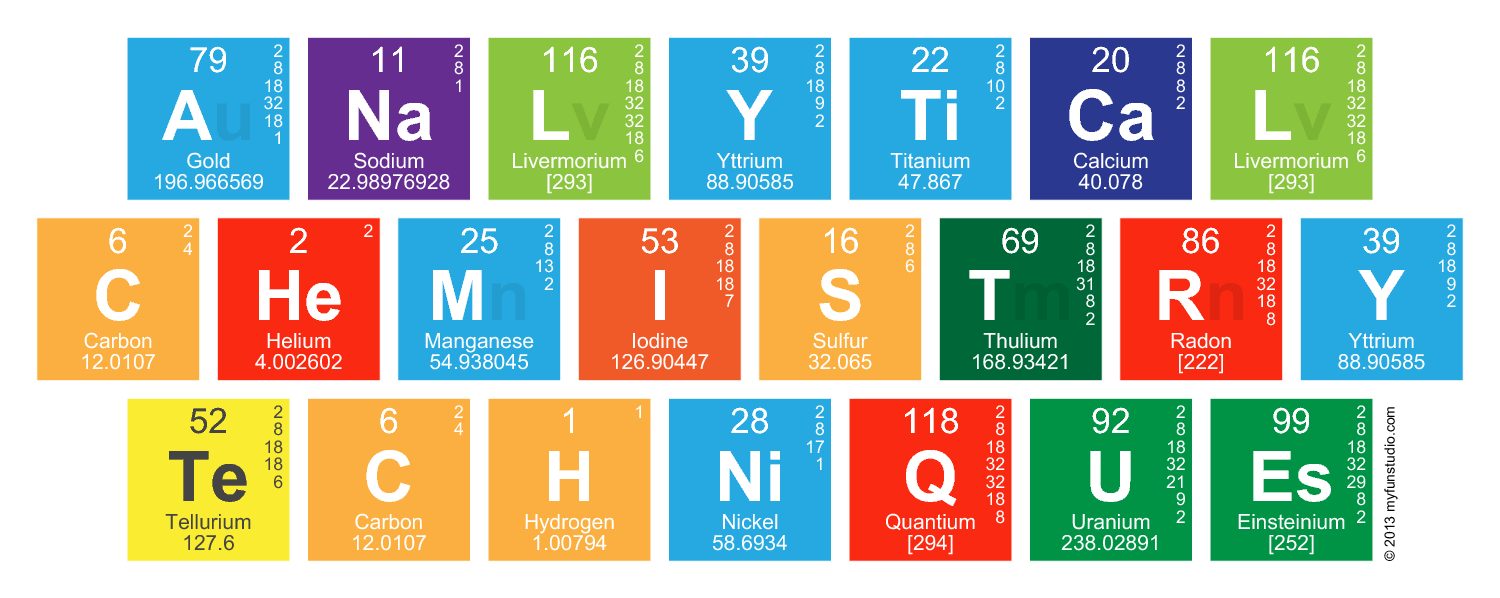 79
2 8 18 32 18 1
Au
Gold
196.966569
11
2 8 1
Na
Sodium
22.98976928
116
2 8 18 32 32 18 6
Lv
Livermorium
[293]
39
2 8 18 9 2
Y
Yttrium
88.90585
22
2 8 10 2
Ti
Titanium
47.867
20
2 8 8 2
Ca
Calcium
40.078
116
2 8 18 32 32 18 6
Lv
Livermorium
[293]
6
2 4
C
Carbon
12.0107
2
2
He
Helium
4.002602
25
2 8 13 2
Mn
Manganese
54.938045
53
2 8 18 18 7
I
Iodine
126.90447
16
2 8 6
S
Sulfur
32.065
69
2 8 18 31 8 2
Tm
Thulium
168.93421
86
2 8 18 32 18 8
Rn
Radon
[222]
39
2 8 18 9 2
Y
Yttrium
88.90585
52
2 8 18 18 6
Te
Tellurium
127.6
6
2 4
C
Carbon
12.0107
1
1
H
Hydrogen
1.00794
28
2 8 17 1
Ni
Nickel
58.6934
118
2 8 18 32 32 18 8
Q
Quantium
[294]
92
2 8 18 32 21 9 2
U
Uranium
238.02891
99
2 8 18 32 29 8 2
Es
Einsteinium
[252]
© 2013 myfunstudio.com